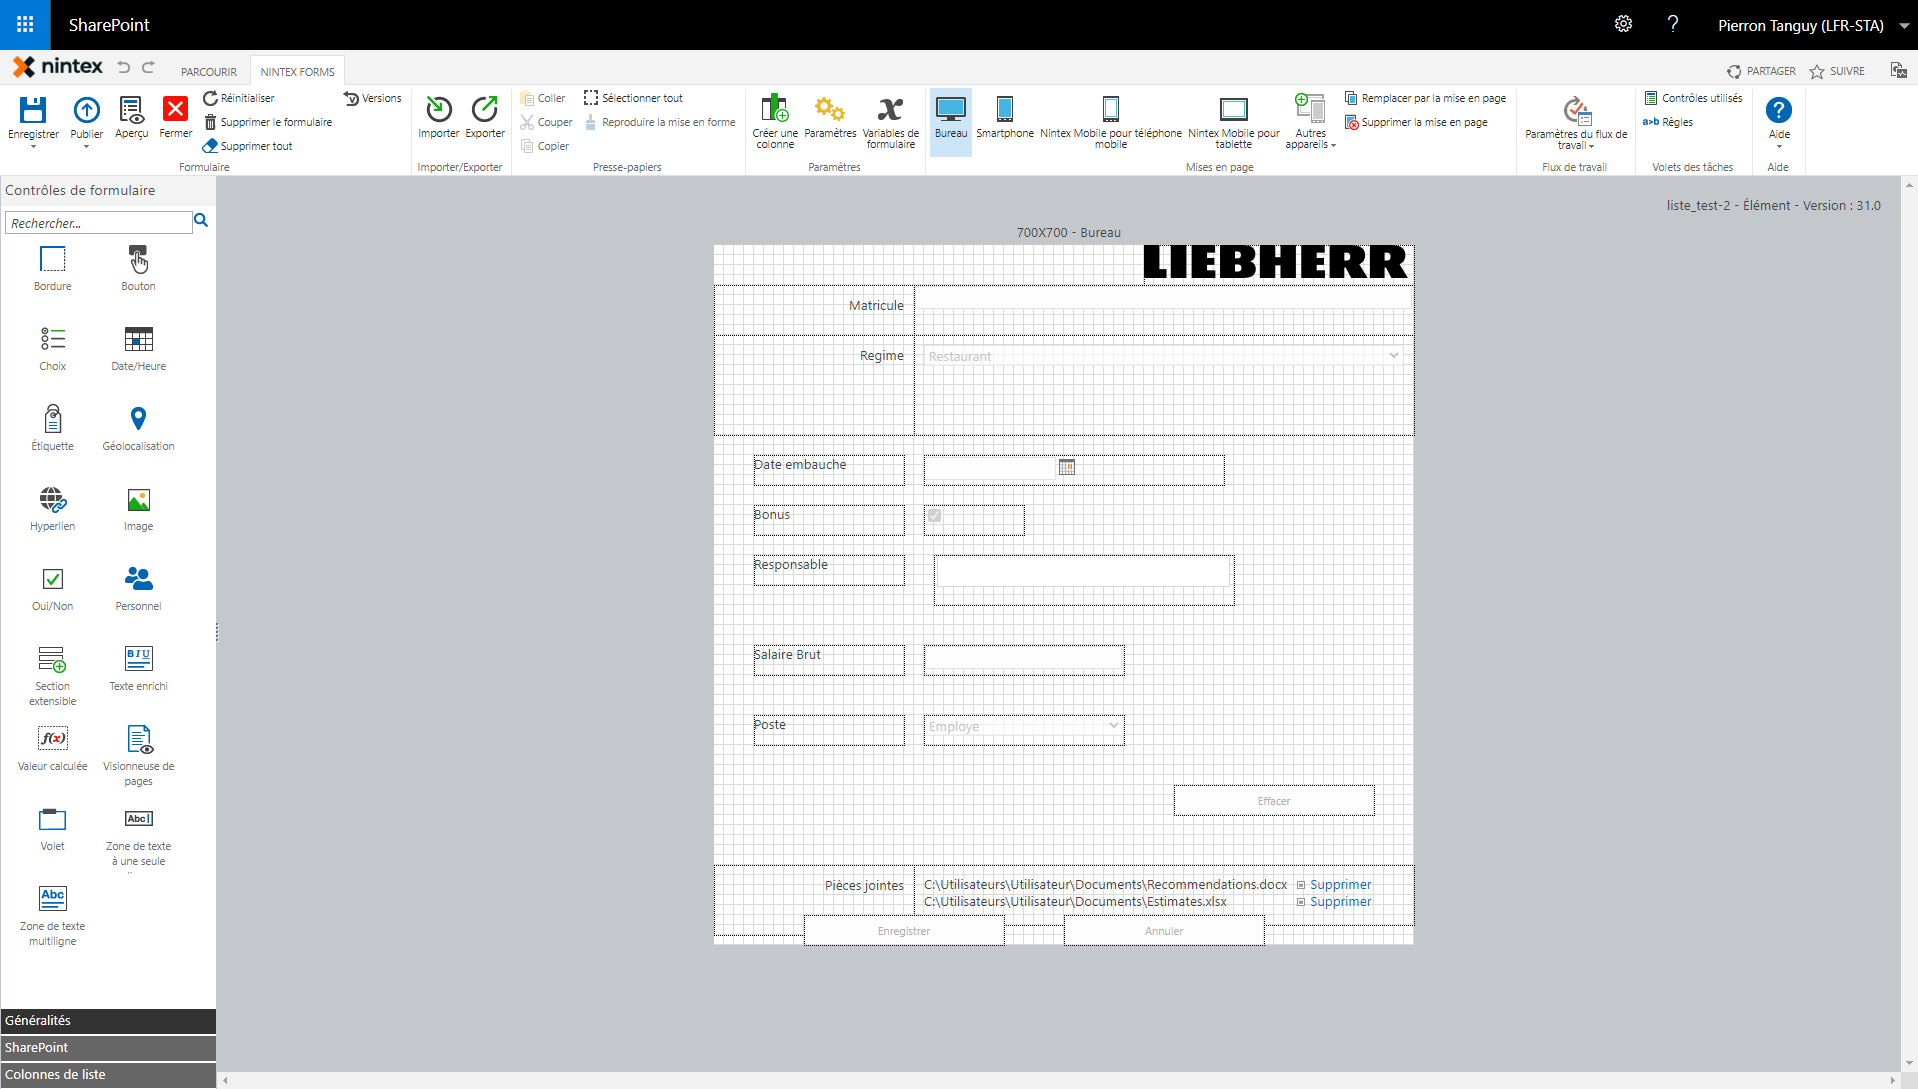 SharePoint
Pierron Tanguy (LFR-STA)
nintex
PARCOURIR
NINTEX FORMS
PARTAGER
SUIVRE
Enregistrer
Publier
Aperçu
Fermer
Réinitialiser
Supprimer le formulaire
Supprimer tout
Versions
Formulaire
Importer
Exporter
Importer/Exporter
Coller
Couper
Copier
Sélectionner tout
Reproduire la mise en forme
Presse-papiers
Créer une
colonne
Paramètres
Variables de
formulaire
Paramètres
Bureau
Smartphone
Nintex Mobile pour téléphone
mobile
Nintex Mobile pour
tablette
Autres
appareils
Remplacer par la mise en page
Supprimer la mise en page
Mises en page
Paramètres du flux de
travail
Flux de travail
Contrôles utilisés
a>b Règles
Volets des tâches
Aide
Aide
Contrôles de formulaire
Rechercher...
Bordure
Bouton
Choix
Date/Heure
Étiquette
Géolocalisation
Hyperlien
Image
Oui/Non
Personnel
Section
extensible
B I U
Texte enrichi
f(x)
Valeur calculée
Visionneuse de
pages
Volet
Abc
Zone de texte
à une seule
Abc
Zone de texte
multiligne
Généralités
SharePoint
Colonnes de liste
liste_test-2 - Élément - Version : 31.0
700X700 - Bureau
LIEBHERR
Matricule
Regime
Restaurant
Date embauche
Bonus
Responsable
Salaire Brut
Poste
Employe
Effacer
Pièces jointes
C:\Utilisateurs\Utilisateur\Documents\Recommendations.docx Supprimer
C:\Utilisateurs\Utilisateur\Documents\Estimates.xlsx Supprimer
Enregistrer
Annuler